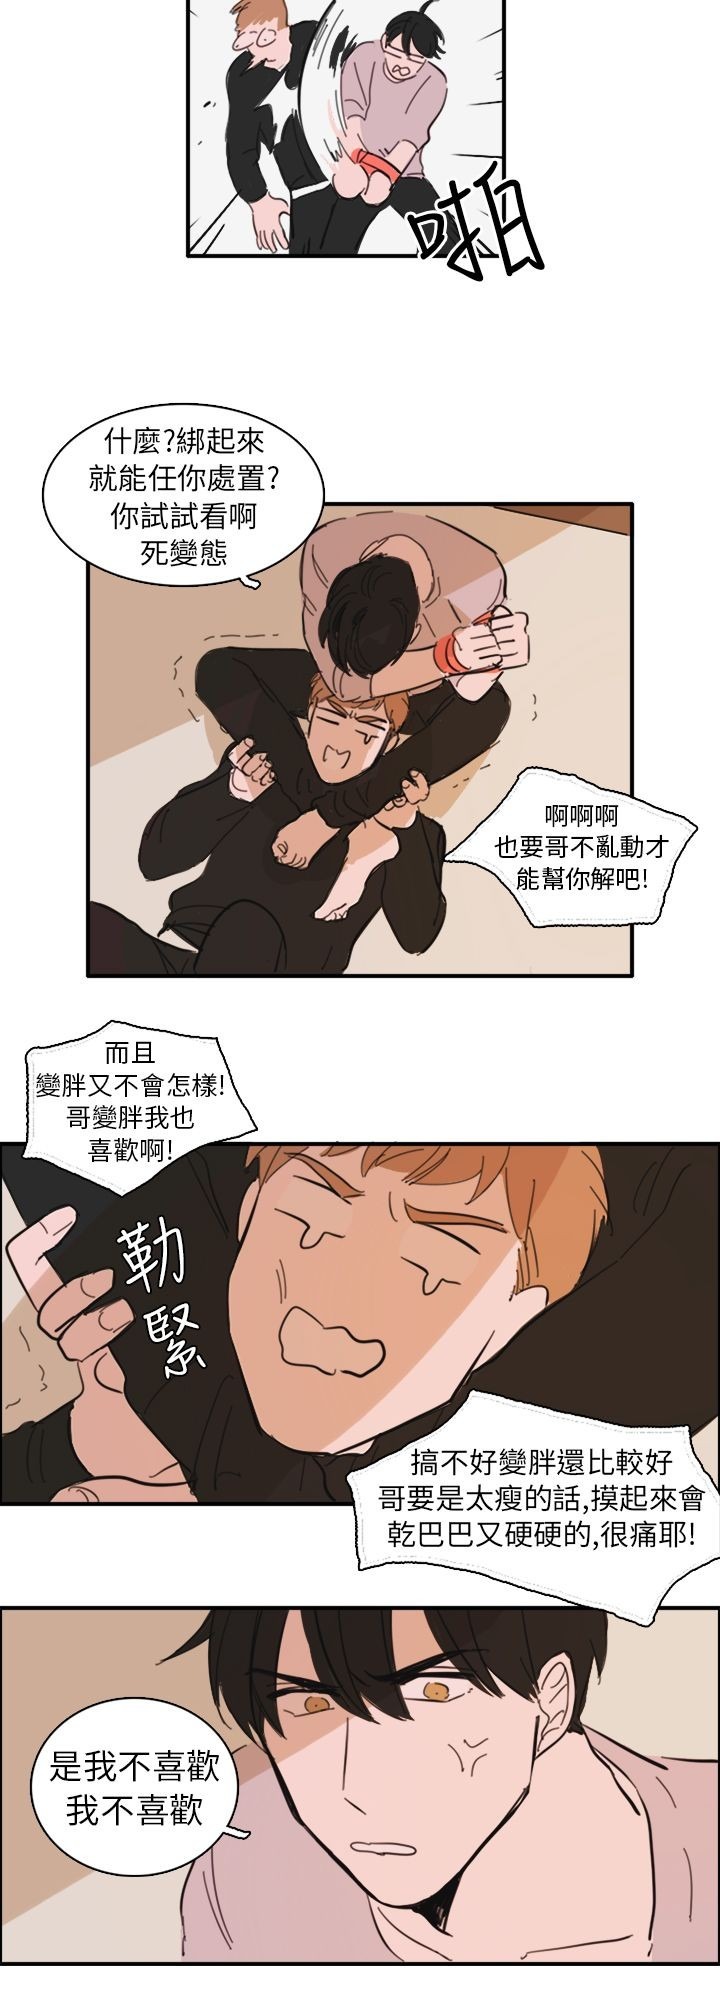 啪
什麼?綁起來
就能任你處置?
你試試看啊
死變態
啊啊啊
也要哥不亂動才
能幫你解吧!
而且
變胖又不會怎樣!
哥變胖我也
喜歡啊!
勒
緊
搞不好變胖還比較好
哥要是太瘦的話,摸起來會
乾巴巴又硬硬的,很痛耶!
是我不喜歡
我不喜歡